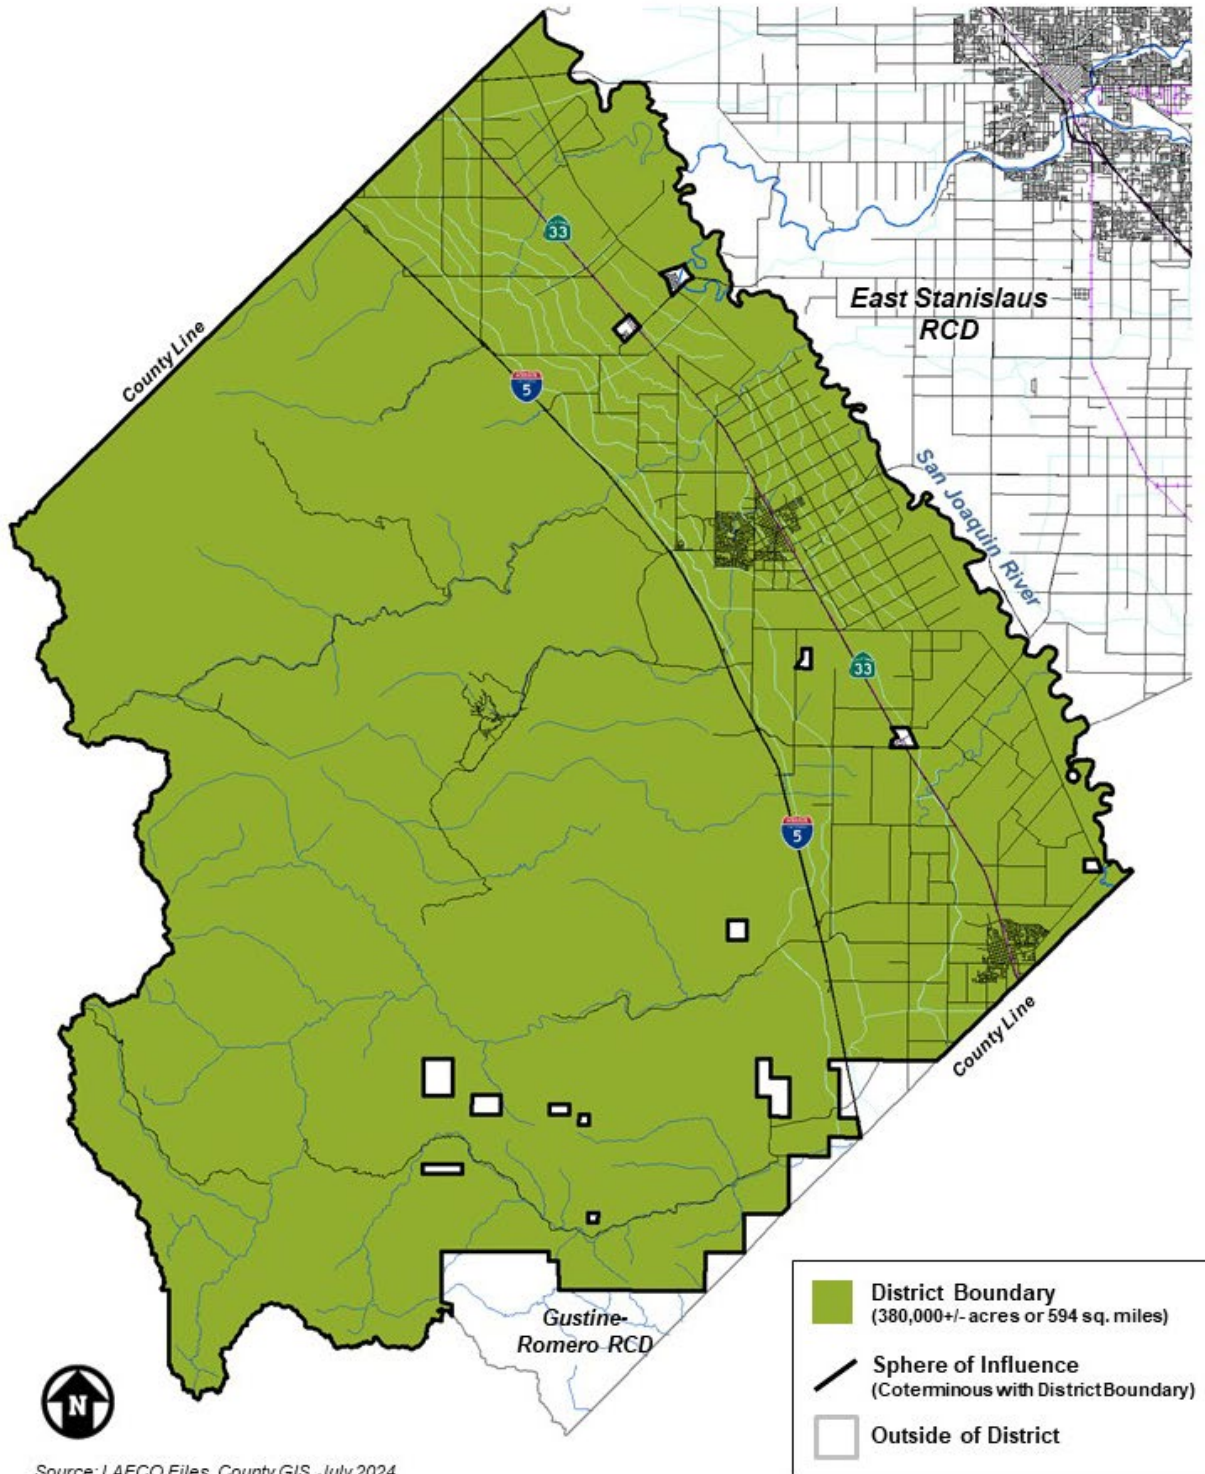 33
East Stanislaus
RCD
County Line
5
San Joaquin River
33
5
County Line
Gustine-
Romero RCD
District Boundary
(380,000+/- acres or 594 sq. miles)
Sphere of Influence
(Coterminous with District Boundary)
Outside of District
N
Source: LAFCO Files, County GIS, July 2024